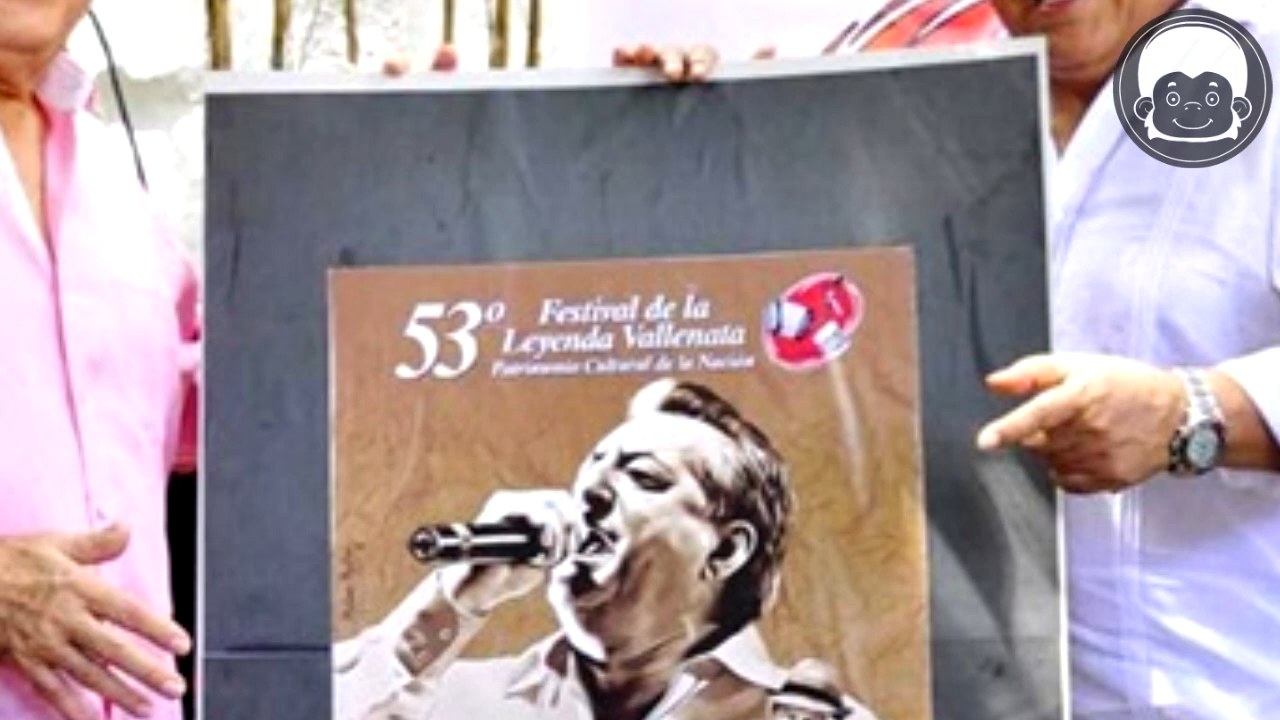 53º
Festival de la
Leyenda Vallenata
Patrimonio Cultural de la Nación